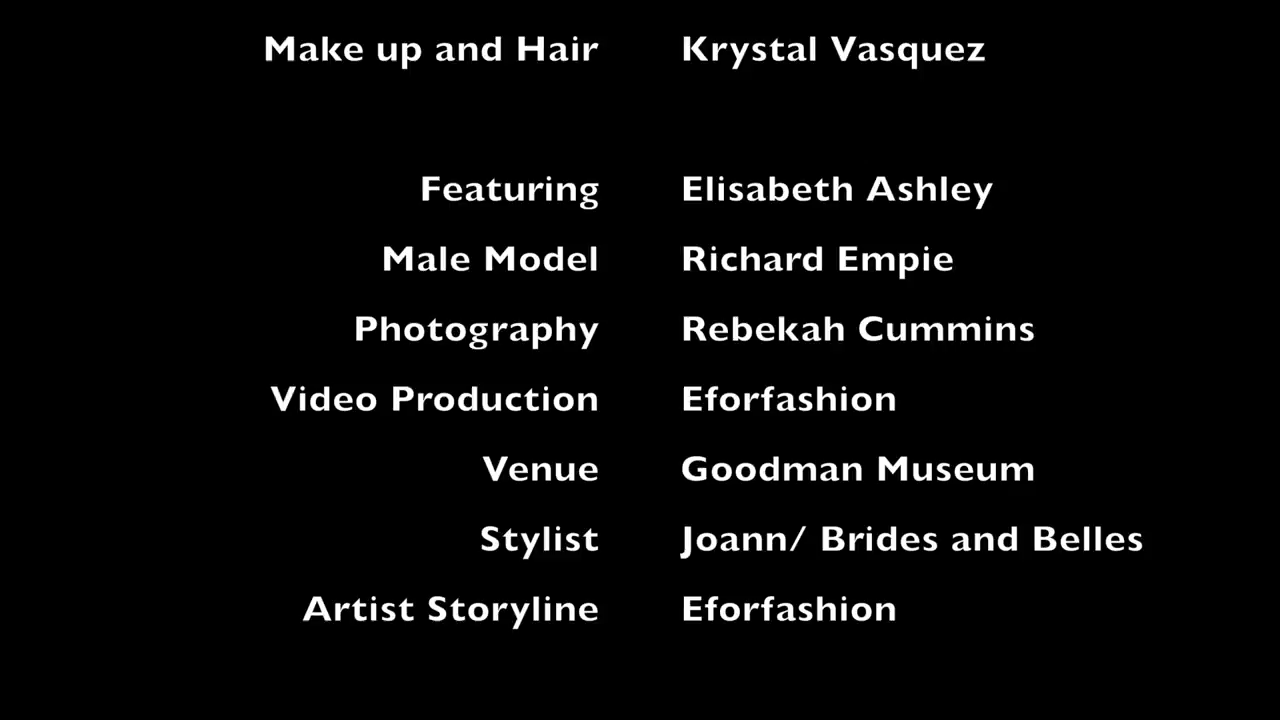 Make up and Hair Krystal Vasquez
Featuring Elisabeth Ashley
Male Model Richard Empie
Photography Rebekah Cummins
Video Production Eforfashion
Venue Goodman Museum
Stylist Joann/ Brides and Belles
Artist Storyline Eforfashion